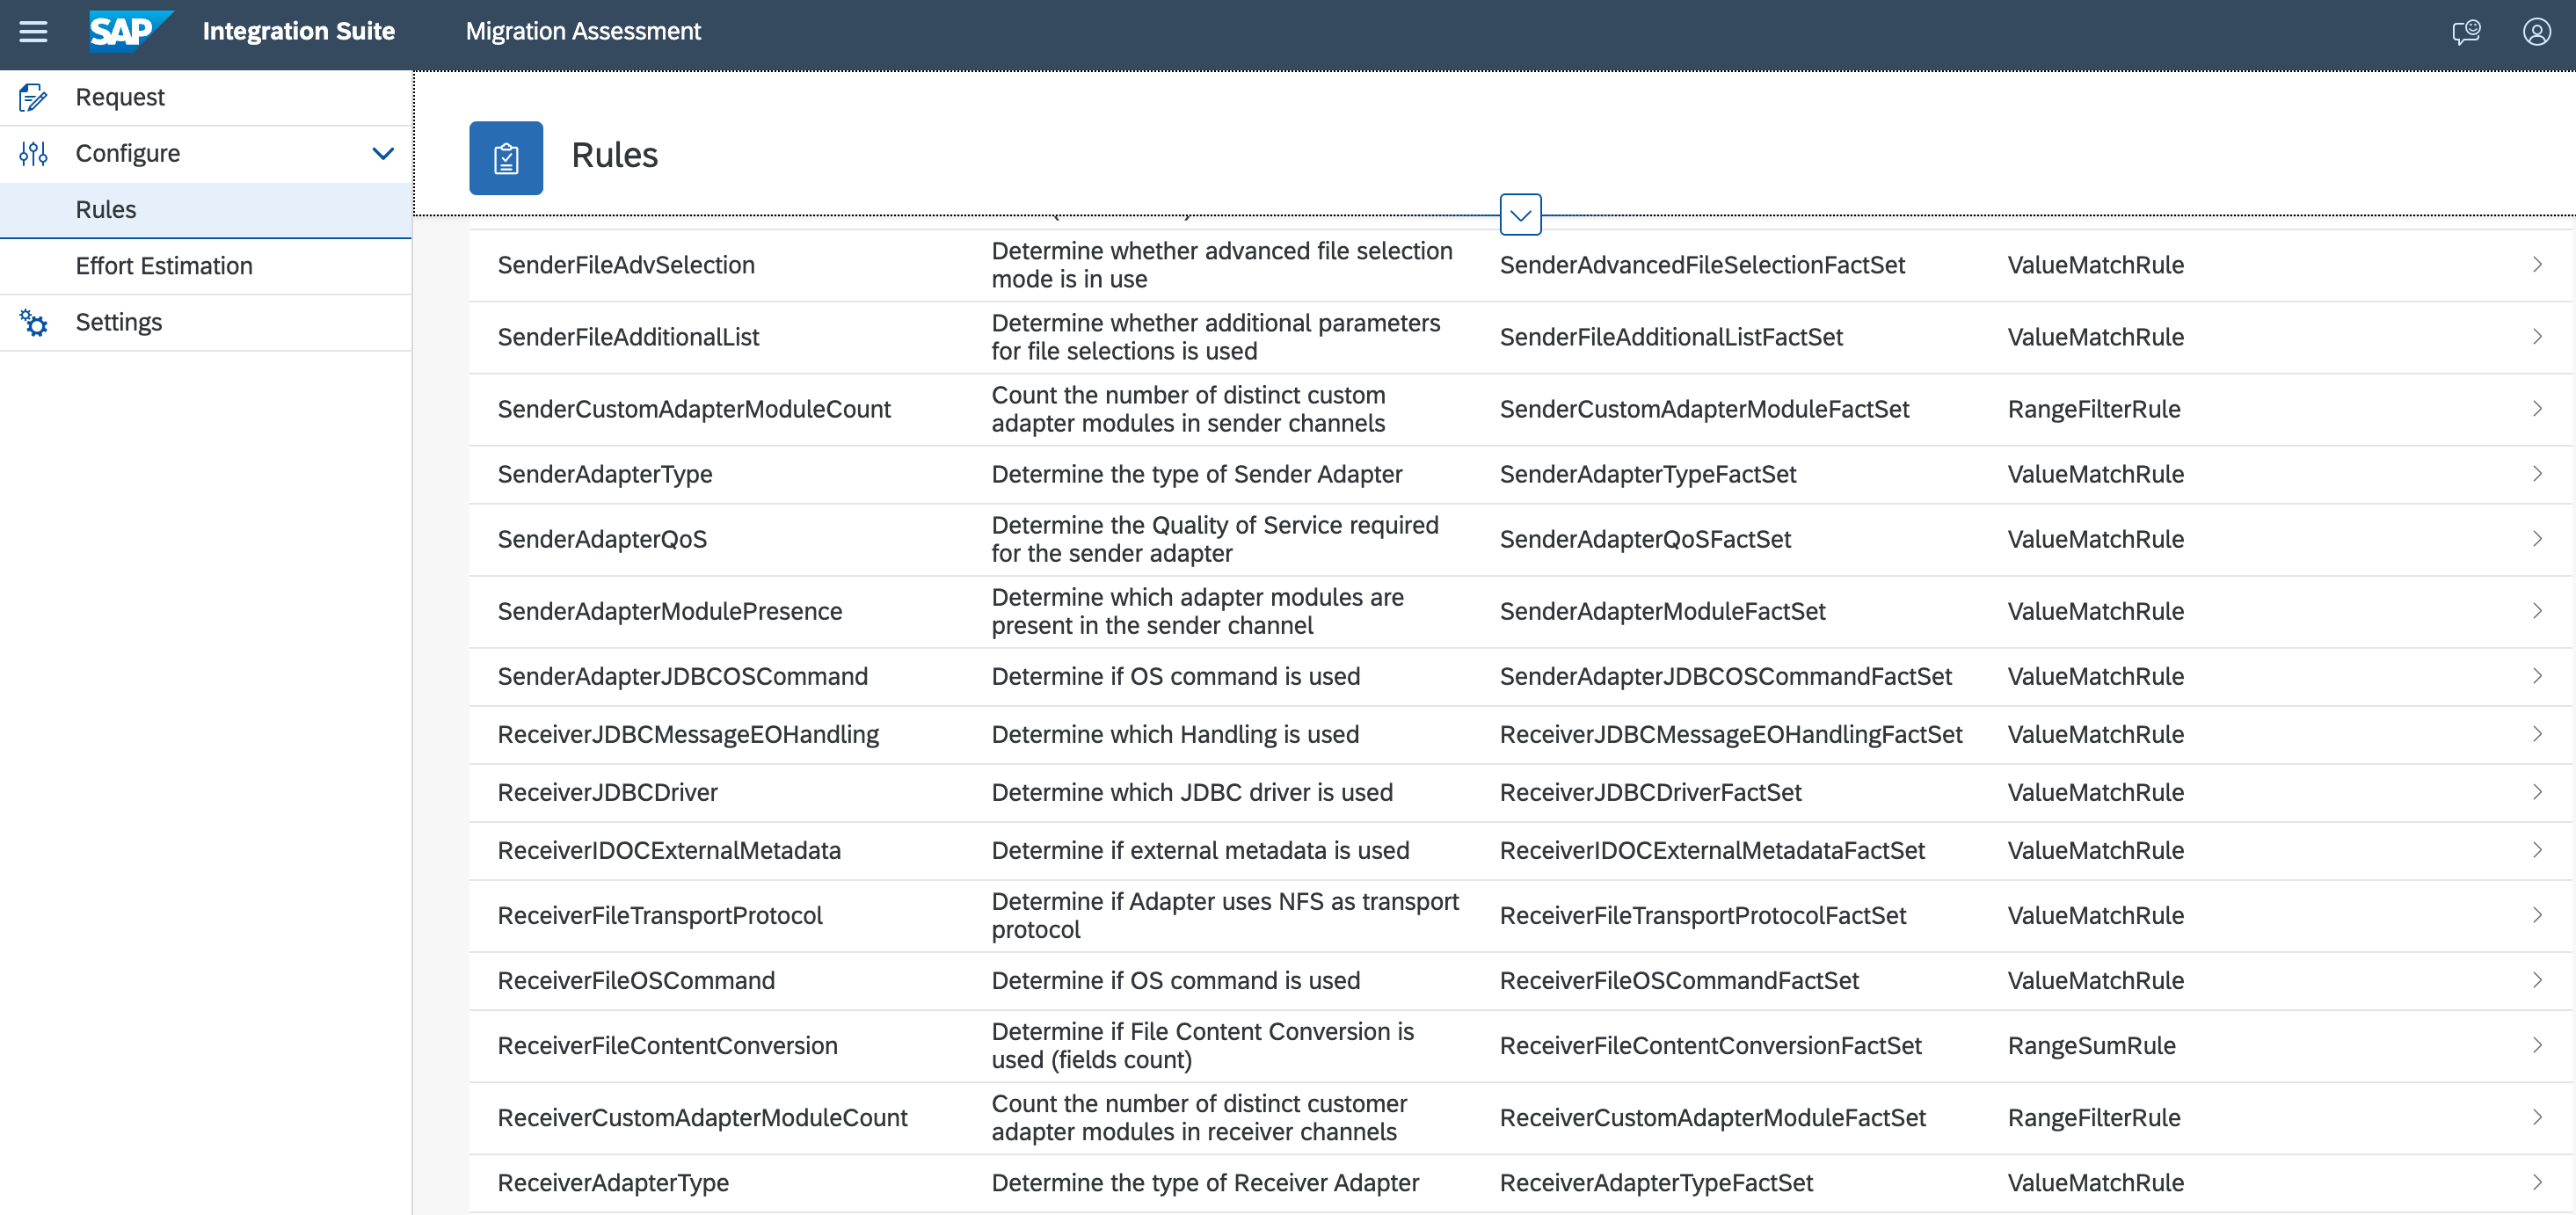 SAP Integration Suite Migration Assessment
Request
Configure
Rules
Effort Estimation
Settings
Rules
SenderFileAdvSelection
Determine whether advanced file selection
mode is in use
SenderAdvancedFileSelectionFactSet
ValueMatchRule
SenderFileAdditionalList
Determine whether additional parameters
for file selections is used
SenderFileAdditionalListFactSet
ValueMatchRule
SenderCustomAdapterModuleCount
Count the number of distinct custom
adapter modules in sender channels
SenderCustomAdapterModuleFactSet
RangeFilterRule
SenderAdapterType
Determine the type of Sender Adapter
SenderAdapterTypeFactSet
ValueMatchRule
SenderAdapterQoS
Determine the Quality of Service required
for the sender adapter
SenderAdapterQoSFactSet
ValueMatchRule
SenderAdapterModulePresence
Determine which adapter modules are
present in the sender channel
SenderAdapterModuleFactSet
ValueMatchRule
SenderAdapterJDBCOSCommand
Determine if OS command is used
SenderAdapterJDBCOSCommandFactSet
ValueMatchRule
ReceiverJDBCMessageEOHandling
Determine which Handling is used
ReceiverJDBCMessageEOHandlingFactSet
ValueMatchRule
ReceiverJDBCDriver
Determine which JDBC driver is used
ReceiverJDBCDriverFactSet
ValueMatchRule
ReceiverIDOCExternalMetadata
Determine if external metadata is used
ReceiverIDOCExternalMetadataFactSet
ValueMatchRule
ReceiverFileTransportProtocol
Determine if Adapter uses NFS as transport
protocol
ReceiverFileTransportProtocolFactSet
ValueMatchRule
ReceiverFileOSCommand
Determine if OS command is used
ReceiverFileOSCommandFactSet
ValueMatchRule
ReceiverFileContentConversion
Determine if File Content Conversion is
used (fields count)
ReceiverFileContentConversionFactSet
RangeSumRule
ReceiverCustomAdapterModuleCount
Count the number of distinct customer
adapter modules in receiver channels
ReceiverCustomAdapterModuleFactSet
RangeFilterRule
ReceiverAdapterType
Determine the type of Receiver Adapter
ReceiverAdapterTypeFactSet
ValueMatchRule